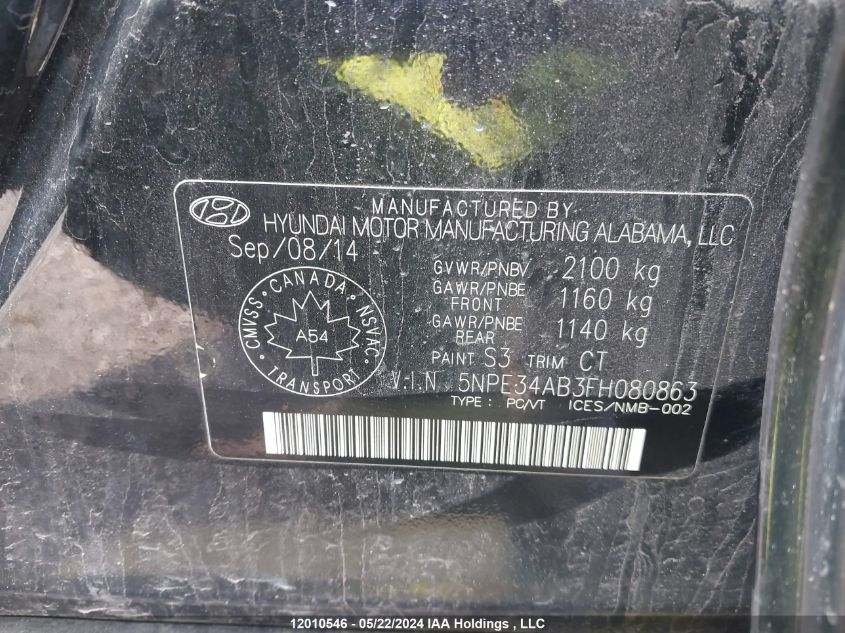 MANUFACTURED BY
HYUNDAI MOTOR MANUFACTURING ALABAMA, LLC
Sep/08/14
GVWR/PNBV 2100 kg
GAWR/PNBE FRONT 1160 kg
GAWR/PNBE REAR 1140 kg
PAINT S3 TRIM CT
CMVSS · CANADA · NSVAC
A54
· TRANSPORT ·
V.I.N 5NPE34AB3FH080863
TYPE : PC/VT ICES/NMB-002
12010546 - 05/22/2024 IAA Holdings , LLC